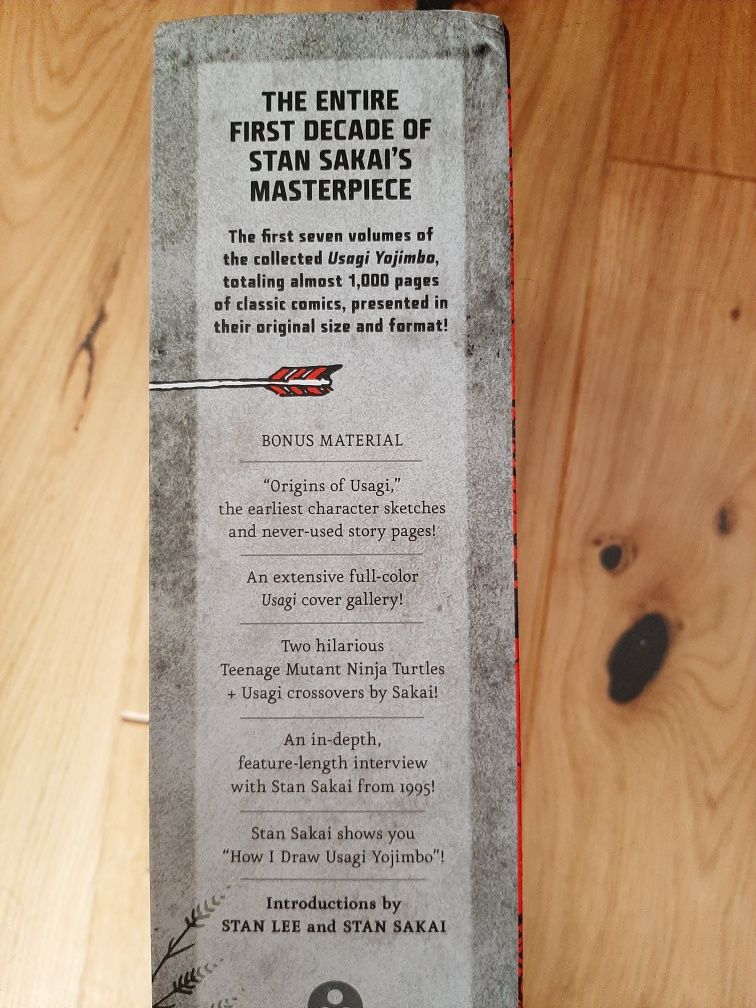 THE ENTIRE
FIRST DECADE OF
STAN SAKAI'S
MASTERPIECE
The first seven volumes of
the collected Usagi Yojimbo,
totaling almost 1,000 pages
of classic comics, presented in
their original size and format!
BONUS MATERIAL
“Origins of Usagi,”
the earliest character sketches
and never-used story pages!
An extensive full-color
Usagi cover gallery!
Two hilarious
Teenage Mutant Ninja Turtles
+ Usagi crossovers by Sakai!
An in-depth,
feature-length interview
with Stan Sakai from 1995!
Stan Sakai shows you
“How I Draw Usagi Yojimbo”!
Introductions by
STAN LEE and STAN SAKAI